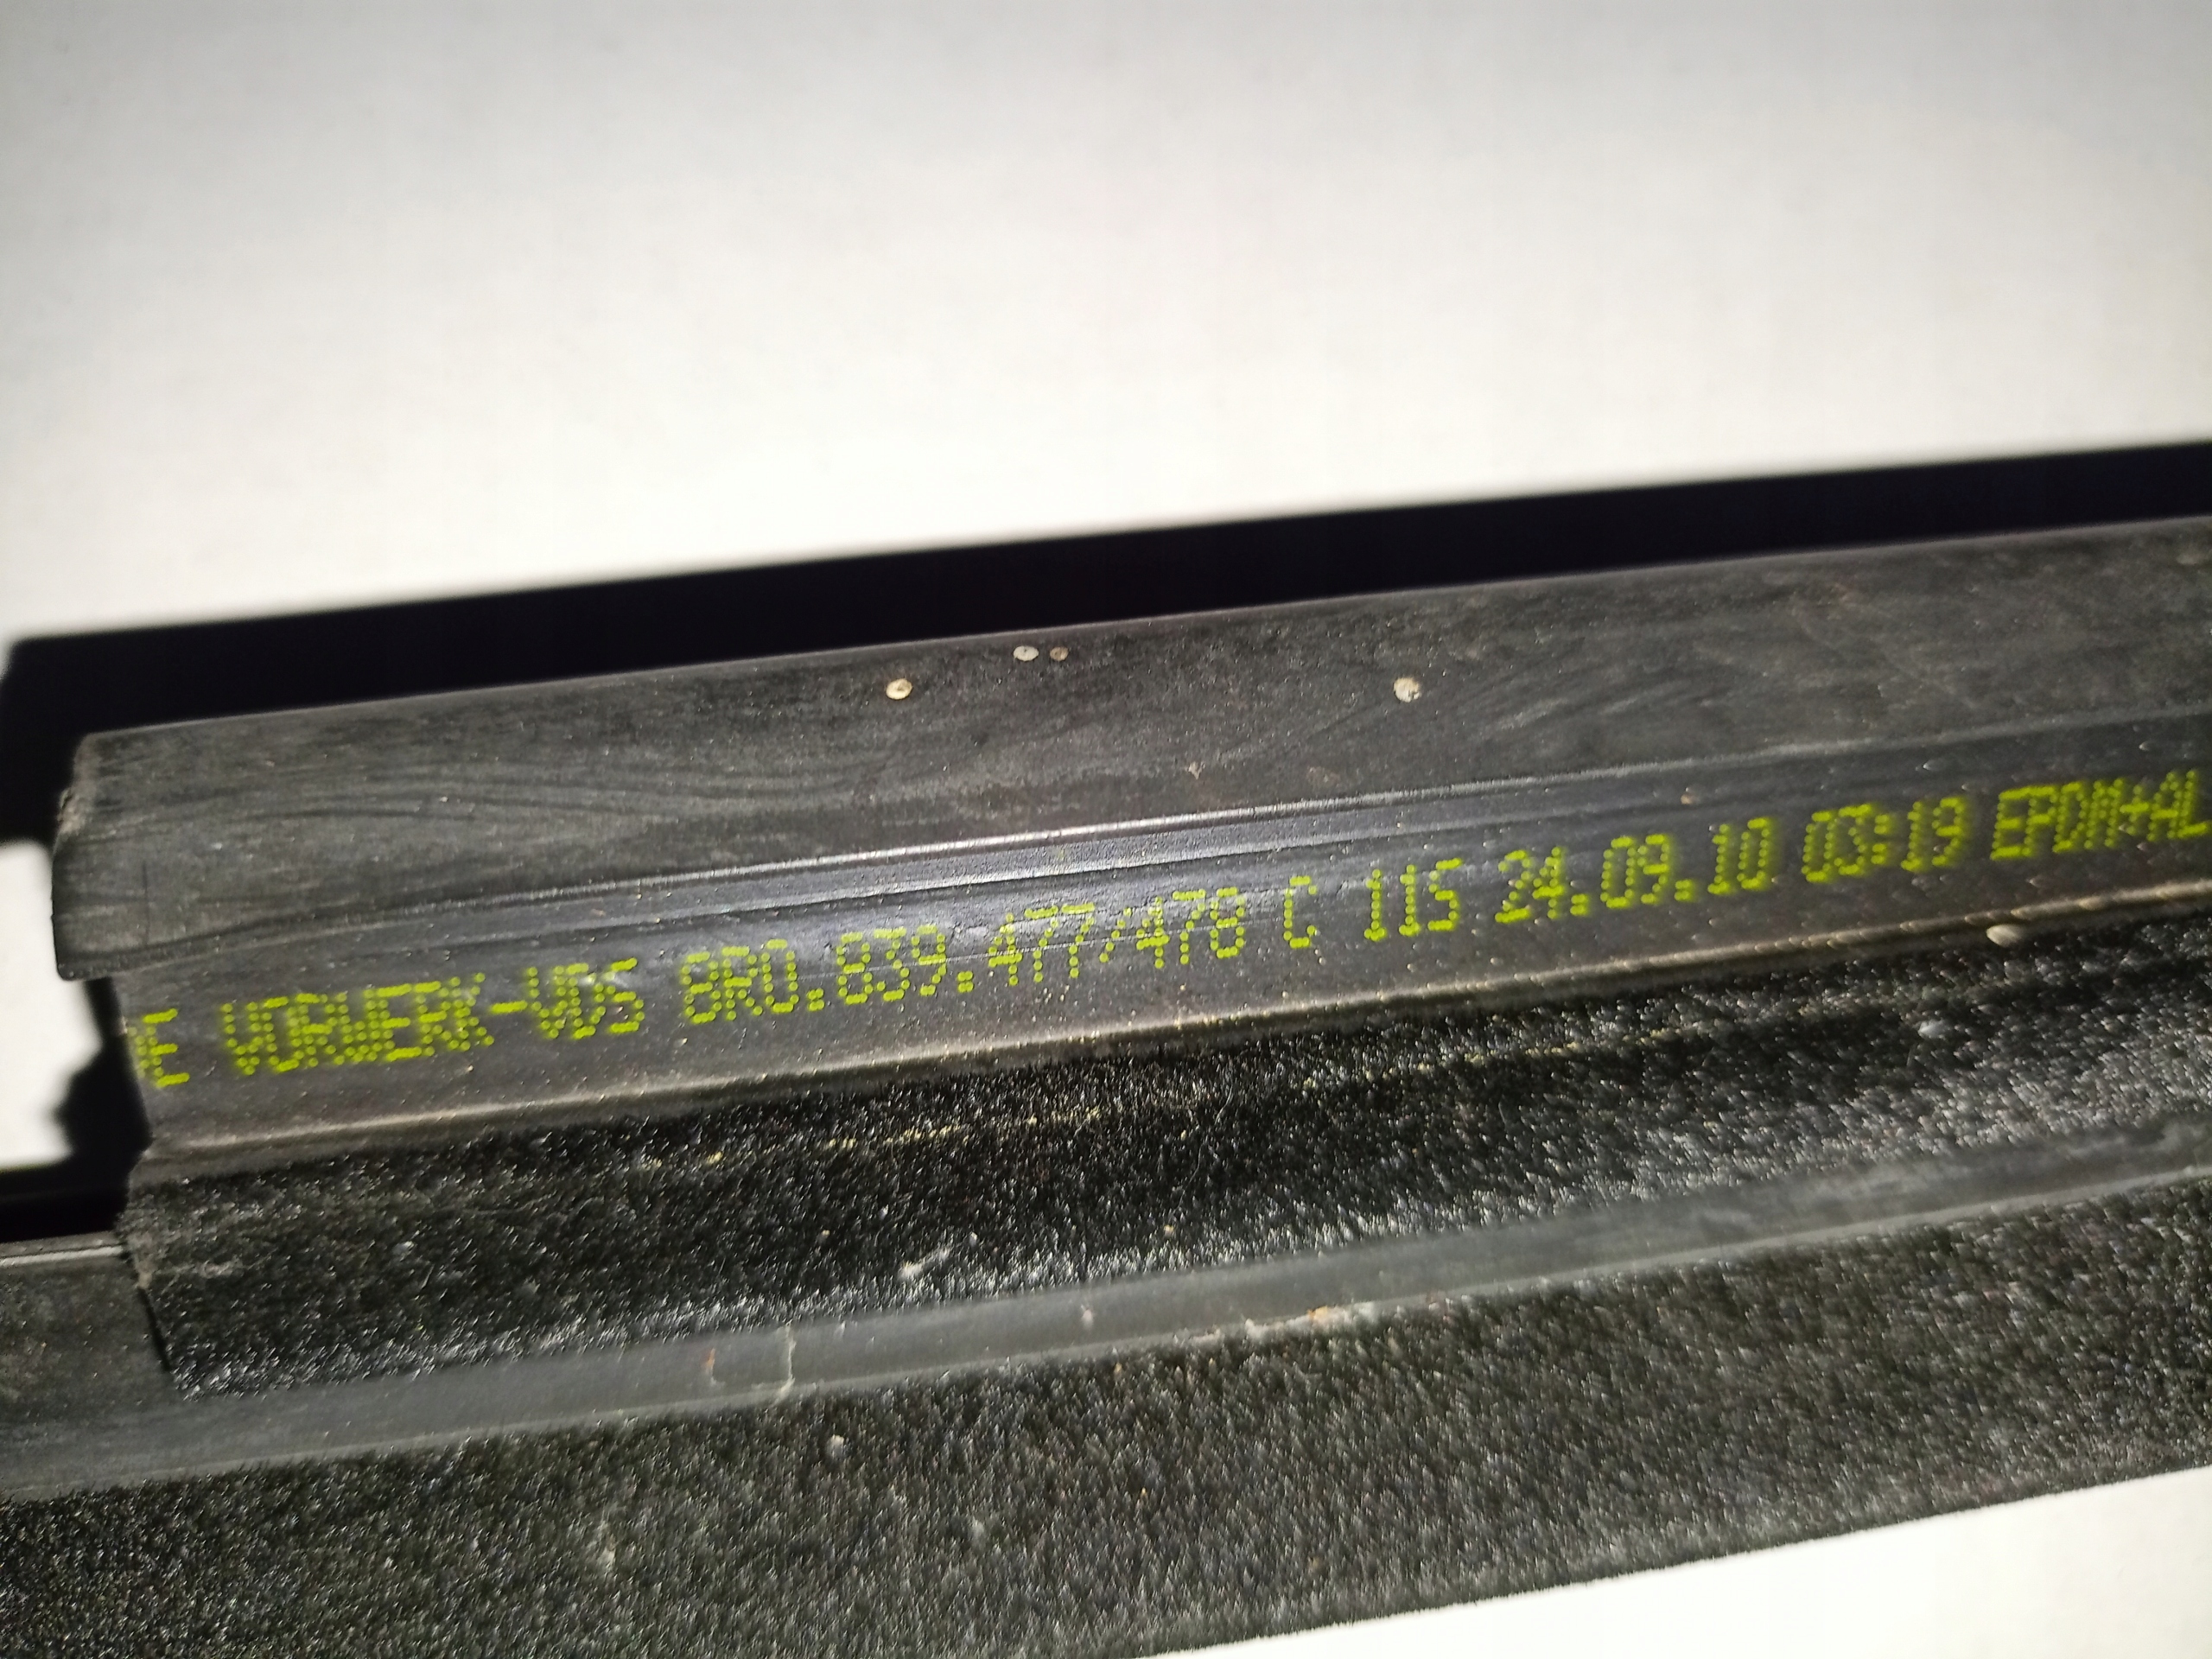 E VORWERK-VDS 8R0.839.477/478 C 115 24.09.10 03:19 EPDM+AL